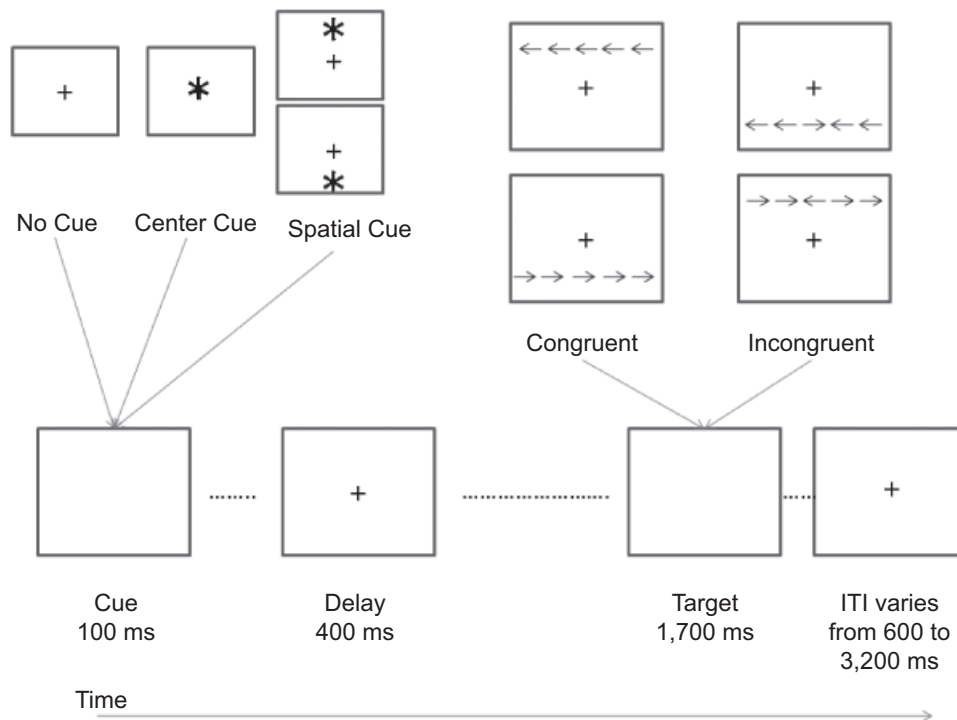 No Cue
Center Cue
Spatial Cue
Congruent
Incongruent
Cue
100 ms
Delay
400 ms
Target
1,700 ms
ITI varies
from 600 to
3,200 ms
Time